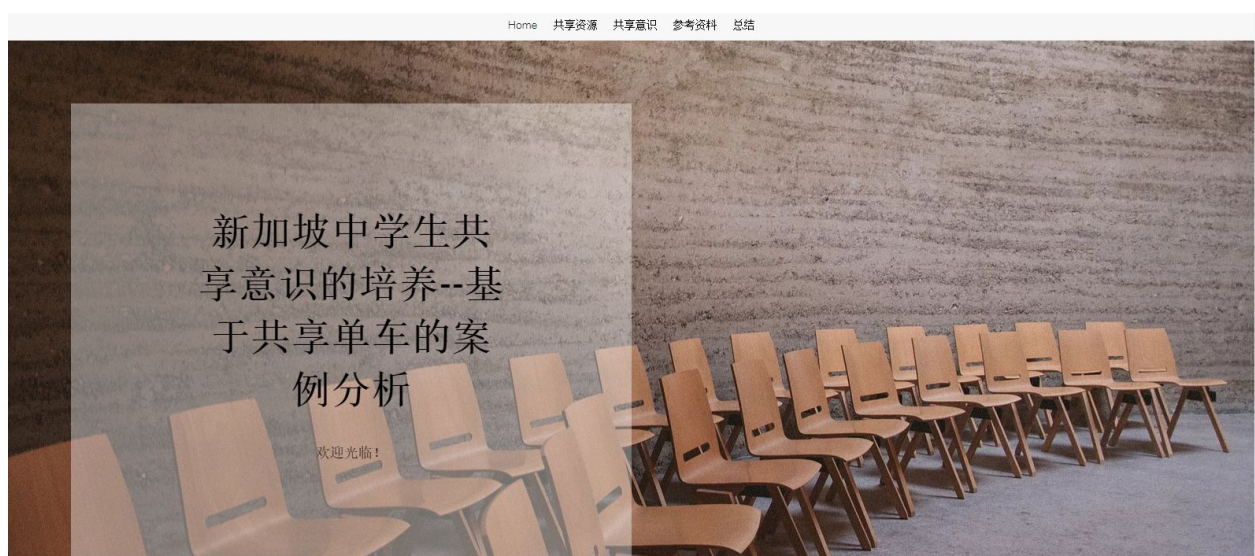 Home 共享资源 共享意识 参考资料 总结
新加坡中学生共
享意识的培养--基
于共享单车的案
例分析
欢迎光临!